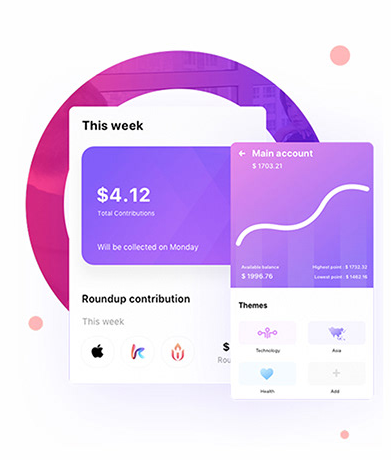 This week
$4.12
Total Contributions
Will be collected on Monday
Roundup contribution
This week
$
Rou
Main account
$ 1703.21
Available balance
$ 1996.76
Highest point : $ 1732.32
Lowest point : $ 1482.16
Themes
Technology
Asia
Health
Add